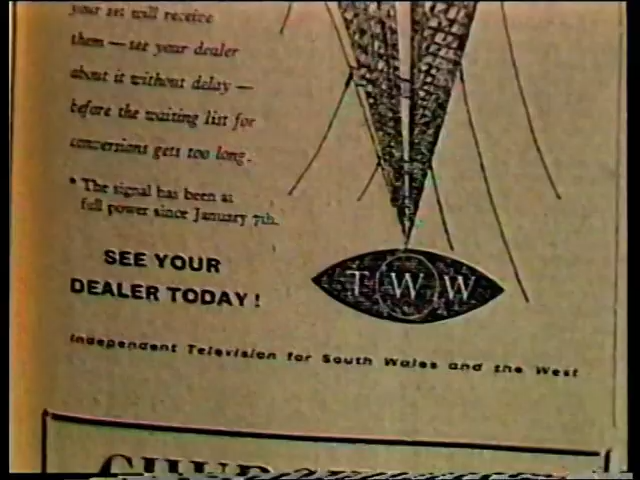 your set will receive
them — see your dealer
about it without delay —
before the waiting list for
conversions gets too long.
* The signal has been at
full power since January 7th.
SEE YOUR
DEALER TODAY!
T W W
Independent Television for South Wales and the West